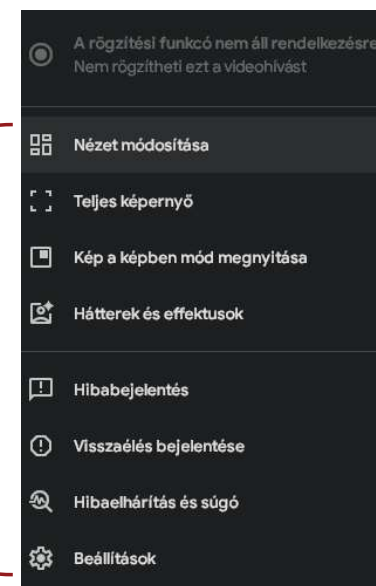 A rögzítési funkcó nem áll rendelkezésre
Nem rögzítheti ezt a videohívást
Nézet módosítása
Teljes képernyő
Kép a képben mód megnyitása
Hátterek és effektusok
Hibabejelentés
Visszaélés bejelentése
Hibaelhárítás és súgó
Beállítások